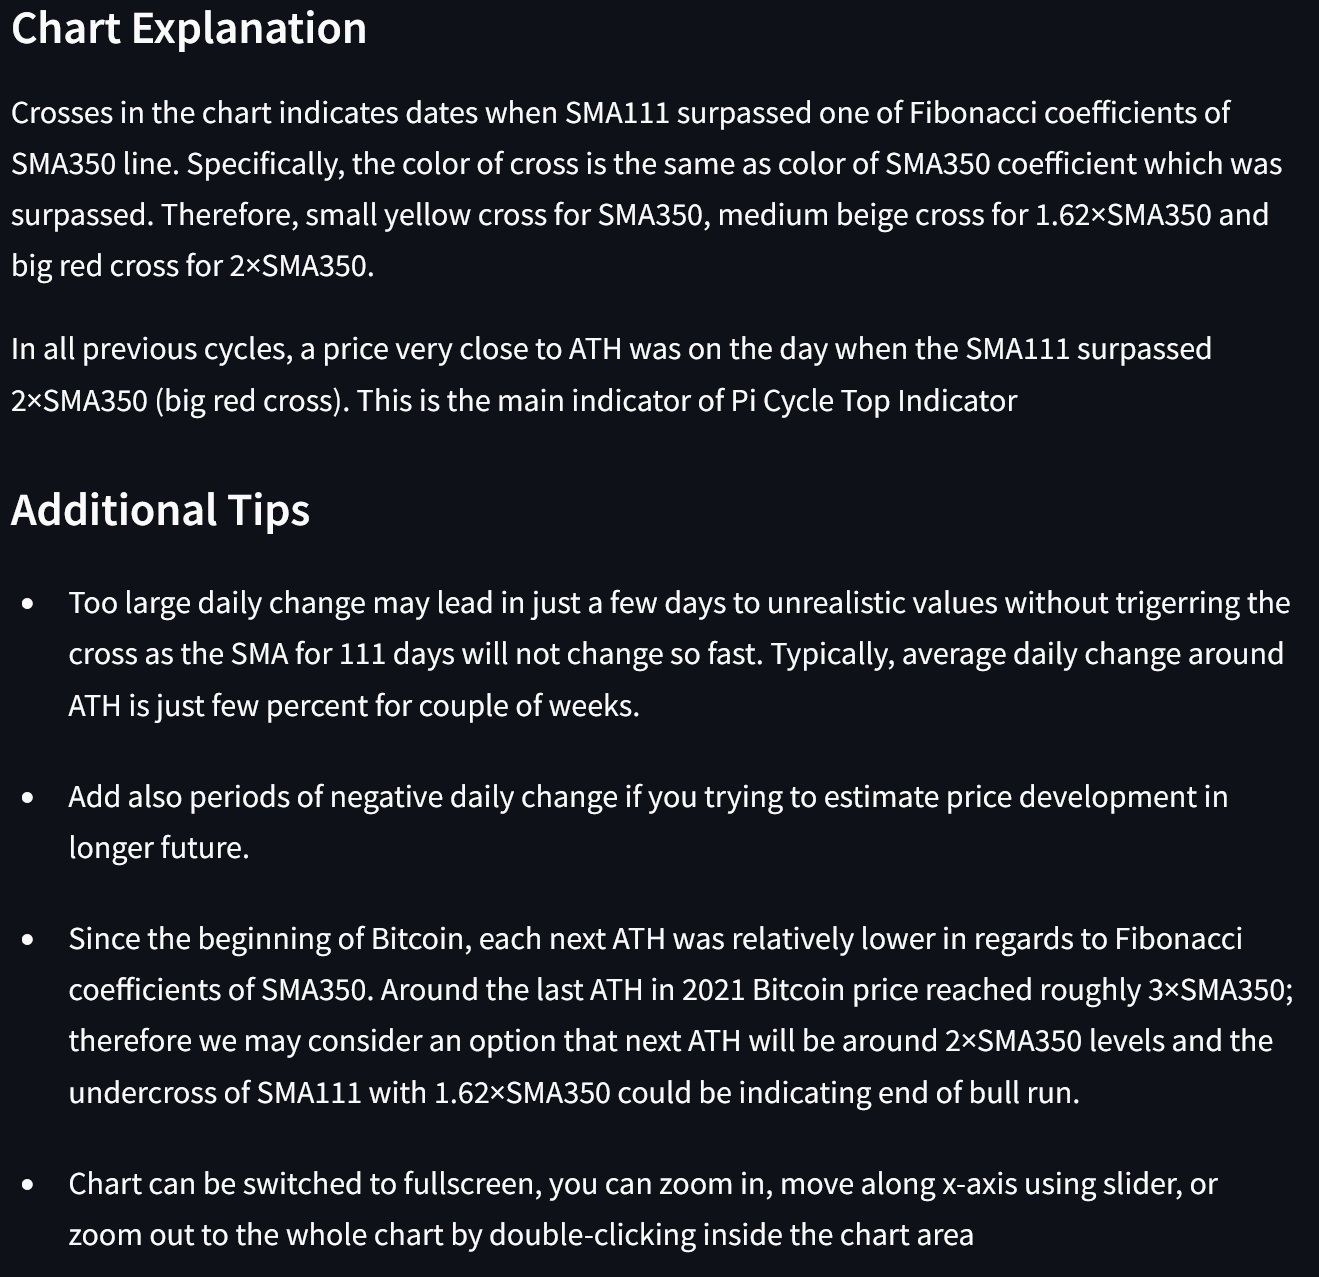 Chart Explanation
Crosses in the chart indicates dates when SMA111 surpassed one of Fibonacci coefficients of
SMA350 line. Specifically, the color of cross is the same as color of SMA350 coefficient which was
surpassed. Therefore, small yellow cross for SMA350, medium beige cross for 1.62×SMA350 and
big red cross for 2×SMA350.
In all previous cycles, a price very close to ATH was on the day when the SMA111 surpassed
2×SMA350 (big red cross). This is the main indicator of Pi Cycle Top Indicator
Additional Tips
• Too large daily change may lead in just a few days to unrealistic values without trigerring the
cross as the SMA for 111 days will not change so fast. Typically, average daily change around
ATH is just few percent for couple of weeks.
• Add also periods of negative daily change if you trying to estimate price development in
longer future.
• Since the beginning of Bitcoin, each next ATH was relatively lower in regards to Fibonacci
coefficients of SMA350. Around the last ATH in 2021 Bitcoin price reached roughly 3×SMA350;
therefore we may consider an option that next ATH will be around 2×SMA350 levels and the
undercross of SMA111 with 1.62×SMA350 could be indicating end of bull run.
• Chart can be switched to fullscreen, you can zoom in, move along x-axis using slider, or
zoom out to the whole chart by double-clicking inside the chart area